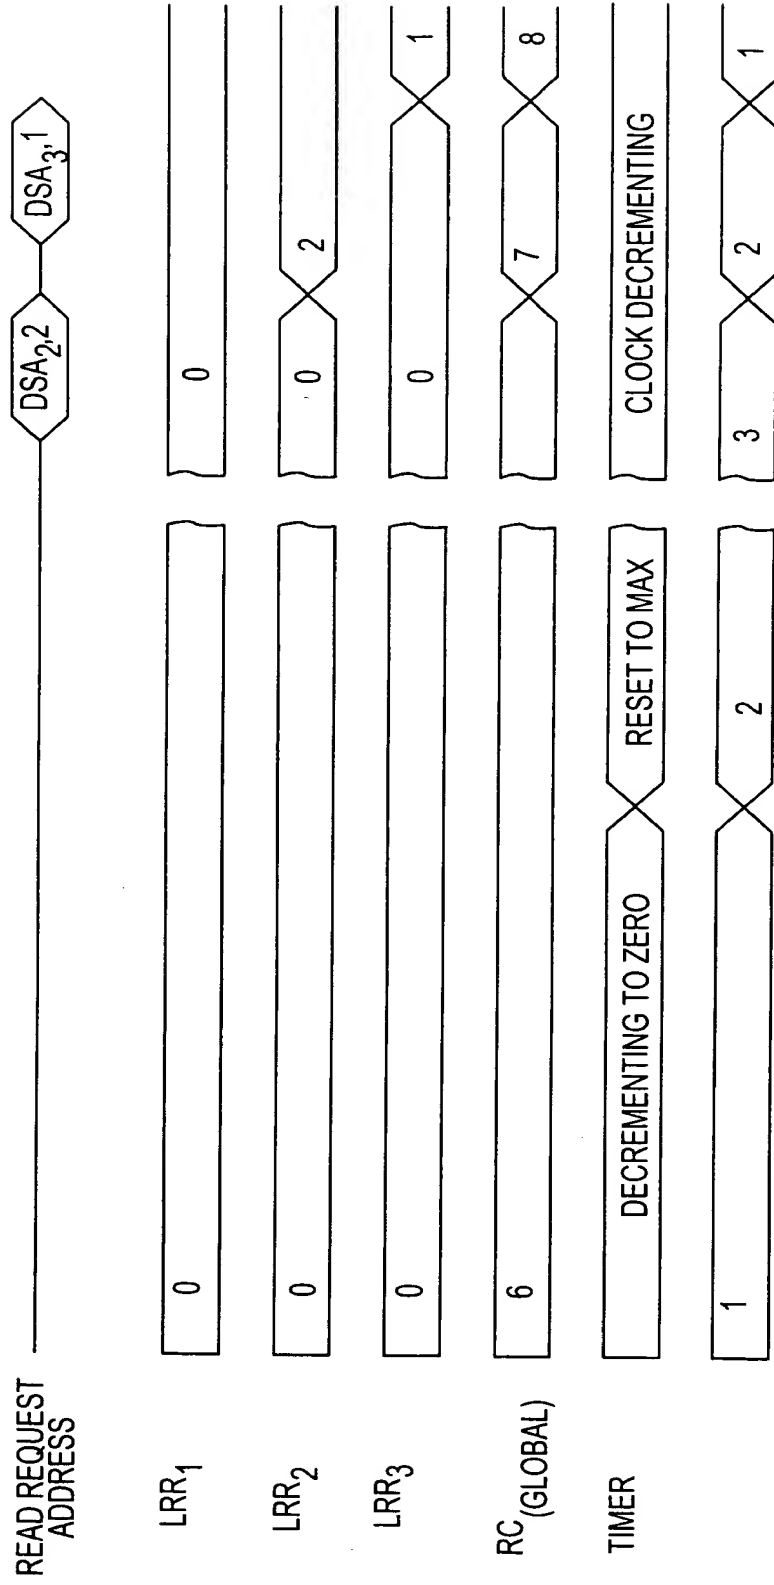 READ REQUEST
ADDRESS
DSA2,2
DSA3,1
LRR1
0
0
LRR2
0
0
2
LRR3
0
0
1
RC (GLOBAL)
6
7
8
TIMER
DECREMENTING TO ZERO
RESET TO MAX
CLOCK DECREMENTING
1
2
3
2
1